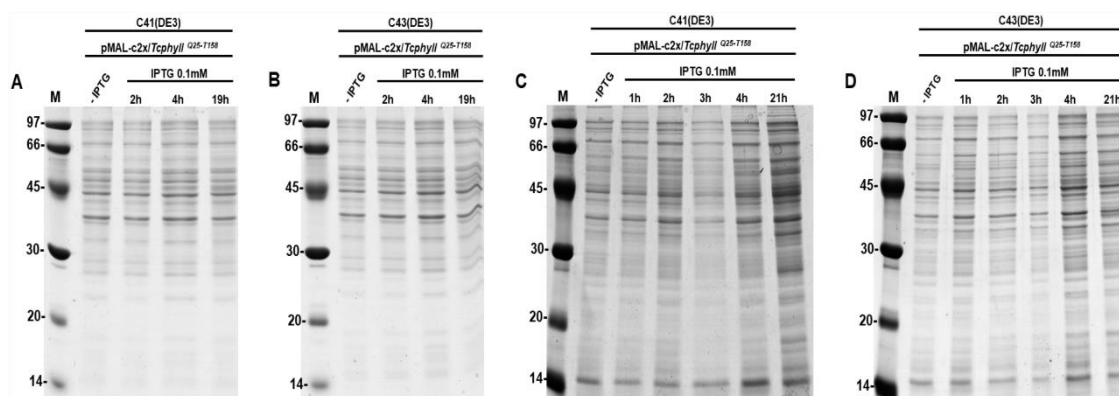 C41(DE3)
pMAL-c2x/Tcphyll Q25-T158
A
M
- IPTG
IPTG 0.1mM
2h 4h 19h
97-
66-
45-
30-
20-
14-
C43(DE3)
pMAL-c2x/Tcphyll Q25-T158
B
M
- IPTG
IPTG 0.1mM
2h 4h 19h
97-
66-
45-
30-
20-
14-
C41(DE3)
pMAL-c2x/Tcphyll Q25-T158
C
M
- IPTG
IPTG 0.1mM
1h 2h 3h 4h 21h
97-
66-
45-
30-
20-
14-
C43(DE3)
pMAL-c2x/Tcphyll Q25-T158
D
M
- IPTG
IPTG 0.1mM
1h 2h 3h 4h 21h
97-
66-
45-
30-
20-
14-